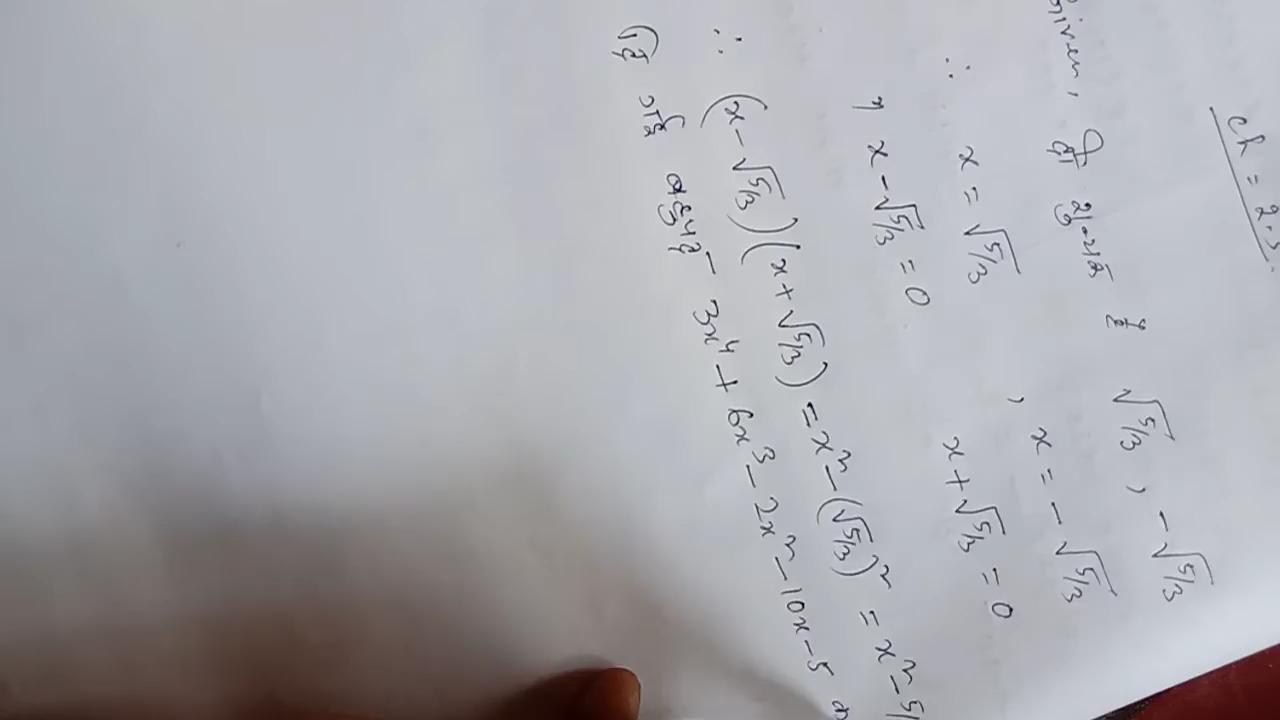 ch = 2.3
Given, दो शून्यक है √5/3 , -√5/3
∴ x = √5/3 , x = - √5/3
x - √5/3 = 0 x + √5/3 = 0
∴ (x - √5/3) (x + √5/3) = x² - (√5/3)² = x² - 5/
बहुपद - 3x⁴ + 6x³ - 2x² - 10x - 5